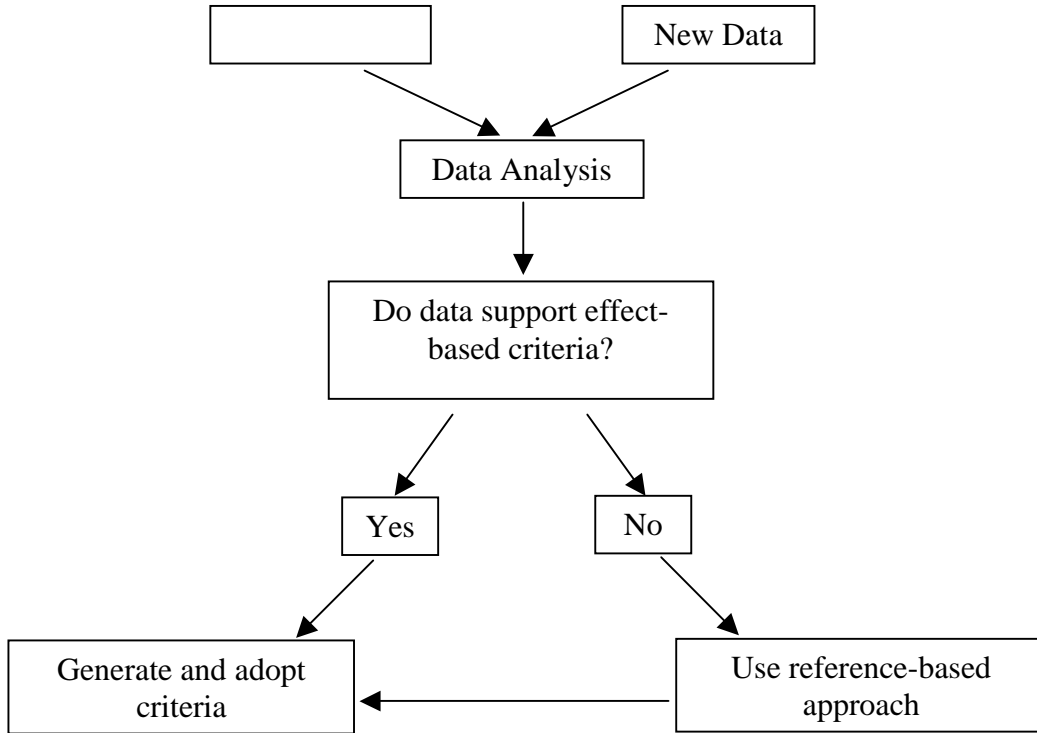 New Data
Data Analysis
Do data support effect-
based criteria?
Yes
No
Generate and adopt
criteria
Use reference-based
approach